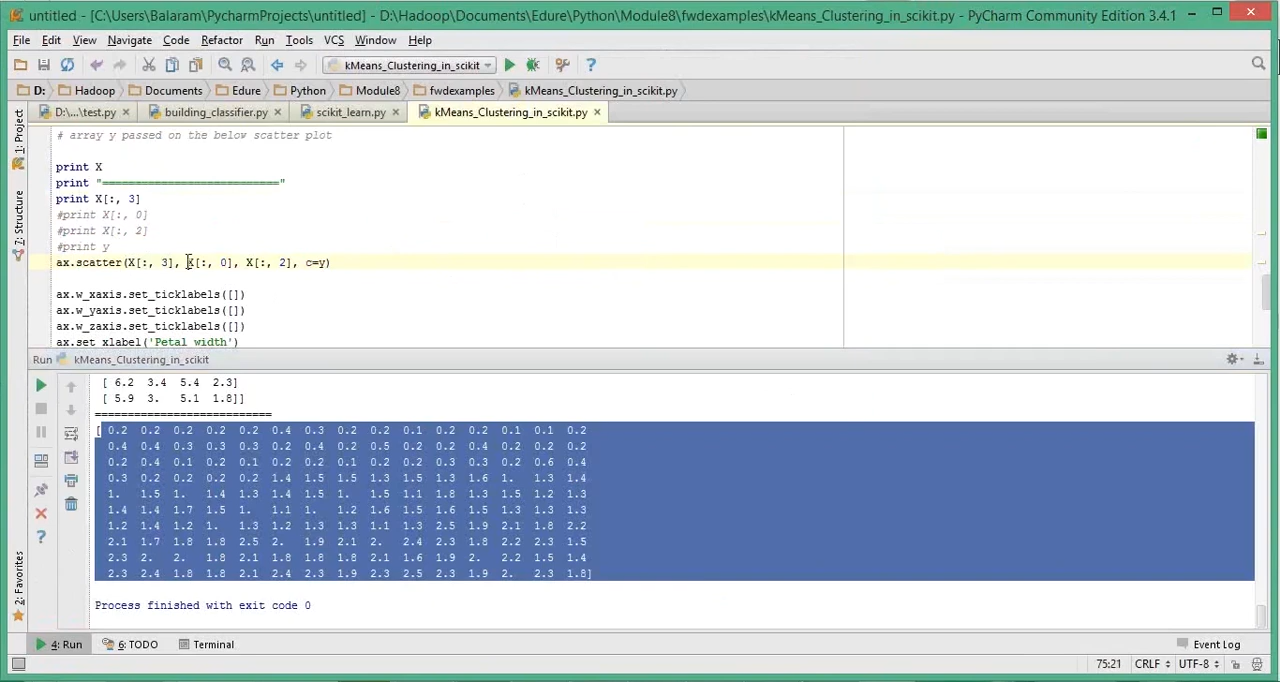 untitled - [C:\Users\Balaram\PycharmProjects\untitled] - D:\Hadoop\Documents\Edure\Python\Module8\fwdexamples\kMeans_Clustering_in_scikit.py - PyCharm Community Edition 3.4.1
File Edit View Navigate Code Refactor Run Tools VCS Window Help
kMeans_Clustering_in_scikit
D: Hadoop Documents Edure Python Module8 fwdexamples kMeans_Clustering_in_scikit.py
D:\...\test.py building_classifier.py scikit_learn.py kMeans_Clustering_in_scikit.py
1: Project
7: Structure
2: Favorites
# array y passed on the below scatter plot
print X
print "==========================="
print X[:, 3]
#print X[:, 0]
#print X[:, 2]
#print y
ax.scatter(X[:, 3], X[:, 0], X[:, 2], c=y)
ax.w_xaxis.set_ticklabels([])
ax.w_yaxis.set_ticklabels([])
ax.w_zaxis.set_ticklabels([])
ax.set_xlabel('Petal width')
Run kMeans_Clustering_in_scikit
[ 6.2 3.4 5.4 2.3]
[ 5.9 3. 5.1 1.8]]
===========================
[ 0.2 0.2 0.2 0.2 0.2 0.4 0.3 0.2 0.2 0.1 0.2 0.2 0.1 0.1 0.2
0.4 0.4 0.3 0.3 0.3 0.2 0.4 0.2 0.5 0.2 0.2 0.4 0.2 0.2 0.2
0.2 0.4 0.1 0.2 0.1 0.2 0.2 0.1 0.2 0.2 0.3 0.3 0.2 0.6 0.4
0.3 0.2 0.2 0.2 0.2 1.4 1.5 1.5 1.3 1.5 1.3 1.6 1. 1.3 1.4
1. 1.5 1. 1.4 1.3 1.4 1.5 1. 1.5 1.1 1.8 1.3 1.5 1.2 1.3
1.4 1.4 1.7 1.5 1. 1.1 1. 1.2 1.6 1.5 1.6 1.5 1.3 1.3 1.3
1.2 1.4 1.2 1. 1.3 1.2 1.3 1.3 1.1 1.3 2.5 1.9 2.1 1.8 2.2
2.1 1.7 1.8 1.8 2.5 2. 1.9 2.1 2. 2.4 2.3 1.8 2.2 2.3 1.5
2.3 2. 2. 1.8 2.1 1.8 1.8 1.8 2.1 1.6 1.9 2. 2.2 1.5 1.4
2.3 2.4 1.8 1.8 2.1 2.4 2.3 1.9 2.3 2.5 2.3 1.9 2. 2.3 1.8]
Process finished with exit code 0
4: Run 6: TODO Terminal Event Log
75:21 CRLF UTF-8